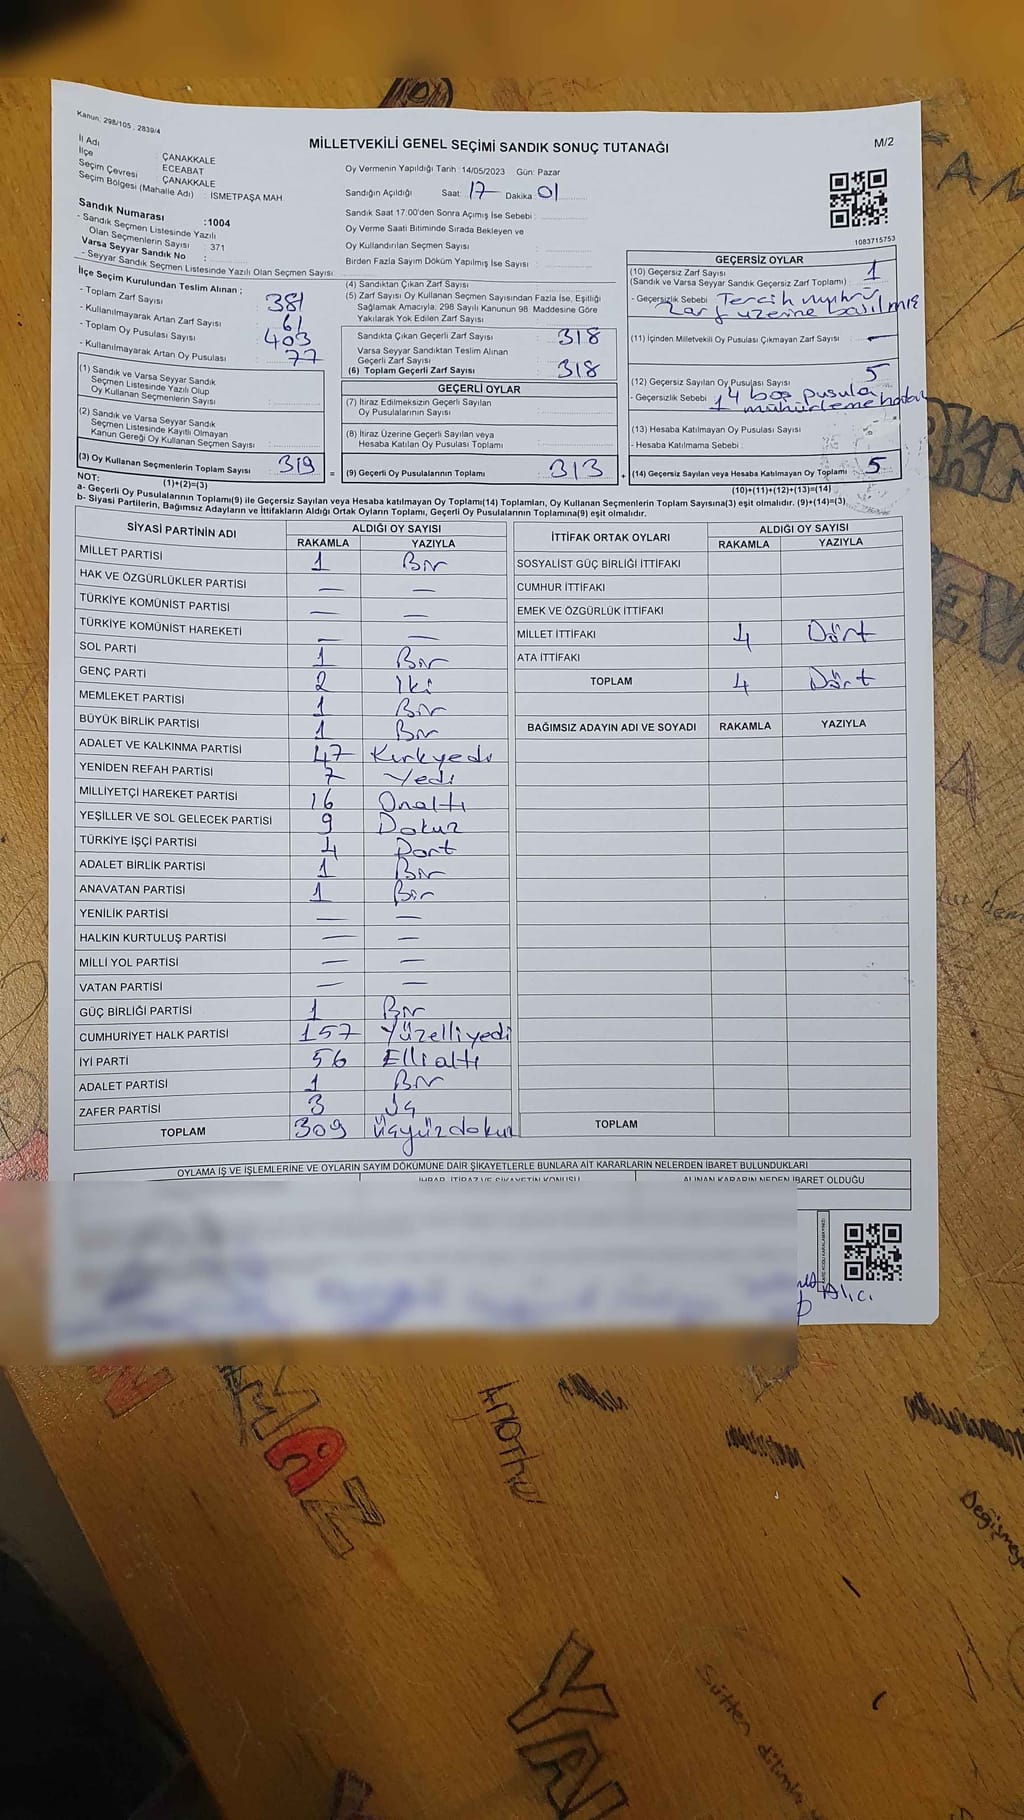 Kanun; 298/105 , 2839/4
MİLLETVEKİLİ GENEL SEÇİMİ SANDIK SONUÇ TUTANAĞI
M/2
İl Adı : ÇANAKKALE
İlçe : ECEABAT
Seçim Çevresi : ÇANAKKALE
Seçim Bölgesi (Mahalle Adı) : İSMETPAŞA MAH
Sandık Numarası :1004
- Sandık Seçmen Listesinde Yazılı
Olan Seçmenlerin Sayısı : 371
Varsa Seyyar Sandık No :
- Seyyar Sandık Seçmen Listesinde Yazılı Olan Seçmen Sayısı :
Oy Vermenin Yapıldığı Tarih :14/05/2023 Gün: Pazar
Sandığın Açıldığı Saat: 17 Dakika 01
Sandık Saat 17:00'den Sonra Açımış İse Sebebi :
Oy Verme Saati Bitiminde Sırada Bekleyen ve
Oy Kullandırılan Seçmen Sayısı :
Birden Fazla Sayım Döküm Yapılmış İse Sayısı :
1083715753
İlçe Seçim Kurulundan Teslim Alınan ;
- Toplam Zarf Sayısı : 381
- Kullanılmayarak Artan Zarf Sayısı : 61
- Toplam Oy Pusulası Sayısı : 403
- Kullanılmayarak Artan Oy Pusulası : 77
(1) Sandık ve Varsa Seyyar Sandık
Seçmen Listesinde Yazılı Olup
Oy Kullanan Seçmenlerin Sayısı :
(2) Sandık ve Varsa Seyyar Sandık
Seçmen Listesinde Kayıtlı Olmayan
Kanun Gereği Oy Kullanan Seçmen Sayısı :
(3) Oy Kullanan Seçmenlerin Toplam Sayısı : 319
(1)+(2)=(3)
(4) Sandıktan Çıkan Zarf Sayısı :
(5) Zarf Sayısı Oy Kullanan Seçmen Sayısından Fazla İse, Eşitliği
Sağlamak Amacıyla, 298 Sayılı Kanunun 98. Maddesine Göre
Yakılarak Yok Edilen Zarf Sayısı :
Sandıkta Çıkan Geçerli Zarf Sayısı : 318
Varsa Seyyar Sandıktan Teslim Alınan
Geçerli Zarf Sayısı :
(6) Toplam Geçerli Zarf Sayısı : 318
GEÇERLİ OYLAR
(7) İtiraz Edilmeksizin Geçerli Sayılan
Oy Pusulalarının Sayısı :
(8) İtiraz Üzerine Geçerli Sayılan veya
Hesaba Katılan Oy Pusulası Toplamı :
= (9) Geçerli Oy Pusulalarının Toplamı : 313 +
GEÇERSİZ OYLAR
(10) Geçersiz Zarf Sayısı : 1
(Sandık ve Varsa Seyyar Sandık Geçersiz Zarf Toplamı)
- Geçersizlik Sebebi : Tercih mührü
zarf üzerine basılmış
(11) İçinden Milletvekili Oy Pusulası Çıkmayan Zarf Sayısı : —
(12) Geçersiz Sayılan Oy Pusulası Sayısı : 5
- Geçersizlik Sebebi : 4 boş pusula
1 mühürleme hatası
(13) Hesaba Katılmayan Oy Pusulası Sayısı :
- Hesaba Katılmama Sebebi :
(14) Geçersiz Sayılan veya Hesaba Katılmayan Oy Toplamı : 5
(10)+(11)+(12)+(13)=(14)
NOT:
a- Geçerli Oy Pusulalarının Toplamı(9) ile Geçersiz Sayılan veya Hesaba katılmayan Oy Toplamı(14) Toplamları, Oy Kullanan Seçmenlerin Toplam Sayısına(3) eşit olmalıdır. (9)+(14)=(3)
b- Siyasi Partilerin, Bağımsız Adayların ve İttifakların Aldığı Ortak Oyların Toplamı, Geçerli Oy Pusulalarının Toplamına(9) eşit olmalıdır.
SİYASİ PARTİNİN ADI ALDIĞI OY SAYISI
RAKAMLA YAZIYLA
MİLLET PARTİSİ 1 Bir
HAK VE ÖZGÜRLÜKLER PARTİSİ — —
TÜRKİYE KOMÜNİST PARTİSİ — —
TÜRKİYE KOMÜNİST HAREKETİ — —
SOL PARTİ 1 Bir
GENÇ PARTİ 2 İki
MEMLEKET PARTİSİ 1 Bir
BÜYÜK BİRLİK PARTİSİ 1 Bir
ADALET VE KALKINMA PARTİSİ 47 Kırkyedi
YENİDEN REFAH PARTİSİ 7 Yedi
MİLLİYETÇİ HAREKET PARTİSİ 16 Onaltı
YEŞİLLER VE SOL GELECEK PARTİSİ 9 Dokuz
TÜRKİYE İŞÇİ PARTİSİ 4 Dört
ADALET BİRLİK PARTİSİ 1 Bir
ANAVATAN PARTİSİ 1 Bir
YENİLİK PARTİSİ — —
HALKIN KURTULUŞ PARTİSİ — —
MİLLİ YOL PARTİSİ — —
VATAN PARTİSİ — —
GÜÇ BİRLİĞİ PARTİSİ 1 Bir
CUMHURİYET HALK PARTİSİ 157 Yüzelliyedi
İYİ PARTİ 56 Ellialtı
ADALET PARTİSİ 1 Bir
ZAFER PARTİSİ 3 Üç
TOPLAM 309 Üçyüzdokuz
İTTİFAK ORTAK OYLARI ALDIĞI OY SAYISI
RAKAMLA YAZIYLA
SOSYALİST GÜÇ BİRLİĞİ İTTİFAKI
CUMHUR İTTİFAKI
EMEK VE ÖZGÜRLÜK İTTİFAKI
MİLLET İTTİFAKI 4 Dört
ATA İTTİFAKI
TOPLAM 4 Dört
BAĞIMSIZ ADAYIN ADI VE SOYADI RAKAMLA YAZIYLA
TOPLAM
OYLAMA İŞ VE İŞLEMLERİNE VE OYLARIN SAYIM DÖKÜMÜNE DAİR ŞİKAYETLERLE BUNLARA AİT KARARLARIN NELERDEN İBARET BULUNDUKLARI
İHBAR, İTİRAZ VE ŞİKAYETİN KONUSU ALINAN KARARIN NEDEN İBARET OLDUĞU
YA
Sütten